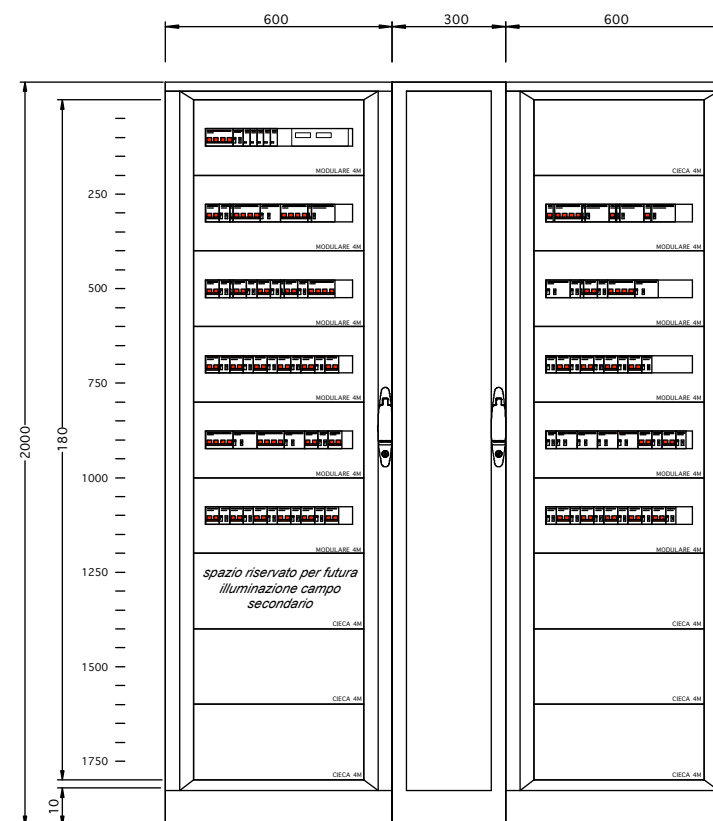 600
300
600
2000
180
10
250
500
750
1000
1250
1500
1750
MODULARE 4M
MODULARE 4M
MODULARE 4M
MODULARE 4M
MODULARE 4M
MODULARE 4M
spazio riservato per futura
illuminazione campo
secondario
CIECA 4M
CIECA 4M
CIECA 4M
CIECA 4M
MODULARE 4M
MODULARE 4M
MODULARE 4M
MODULARE 4M
MODULARE 4M
CIECA 4M
CIECA 4M
CIECA 4M